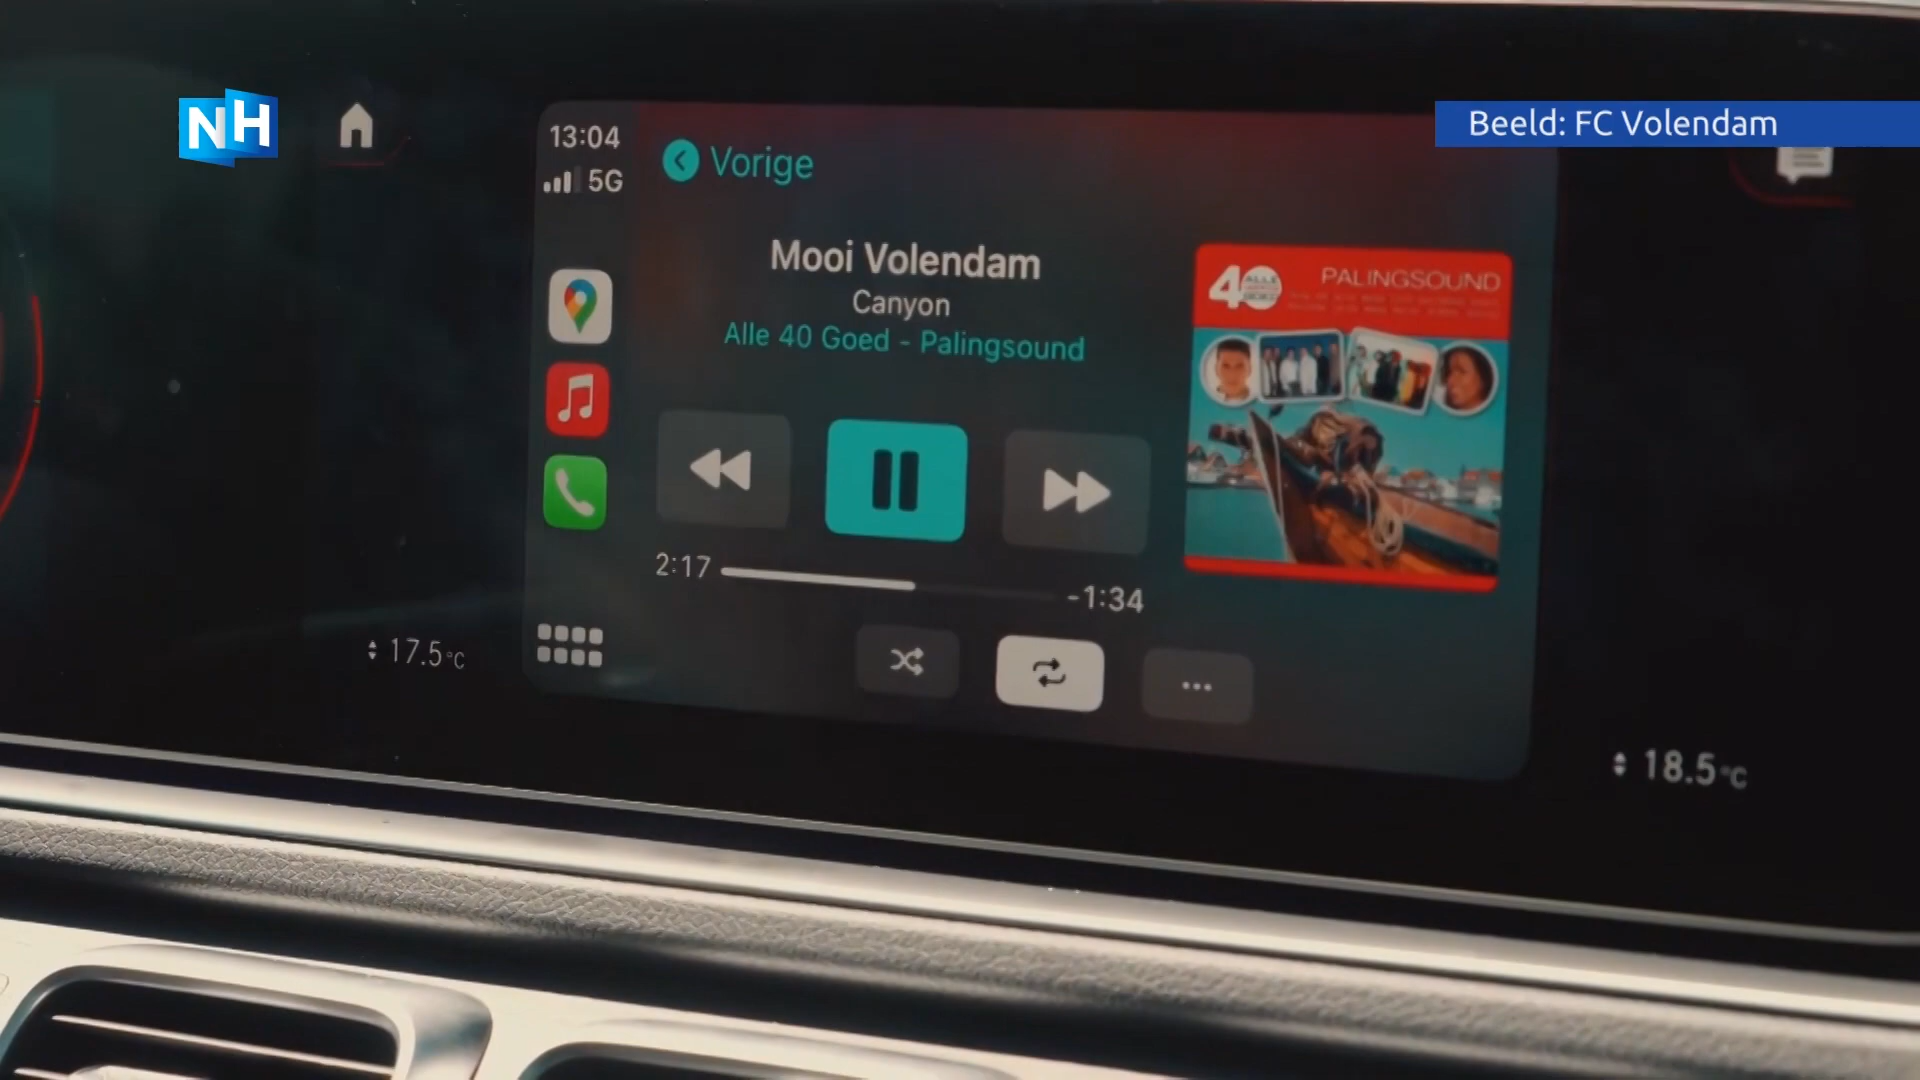 NH
Beeld: FC Volendam
13:04
5G
Vorige
Mooi Volendam
Canyon
Alle 40 Goed - Palingsound
40 ALLE
PALINGSOUND
2:17
-1:34
17.5°C
18.5°C